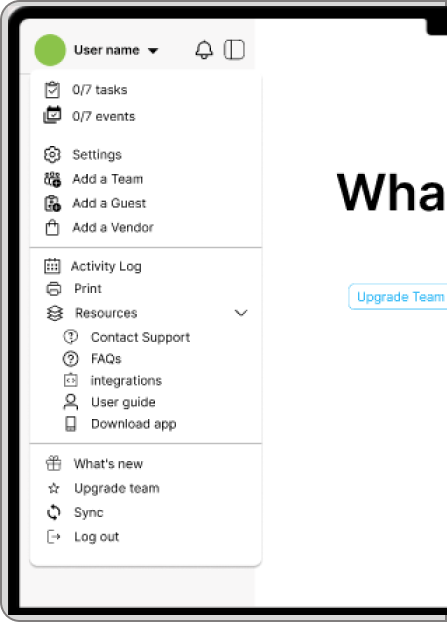 User name
0/7 tasks
0/7 events
Settings
Add a Team
Add a Guest
Add a Vendor
Activity Log
Print
Resources
Contact Support
FAQs
integrations
User guide
Download app
What's new
Upgrade team
Sync
Log out
Wha
Upgrade Team